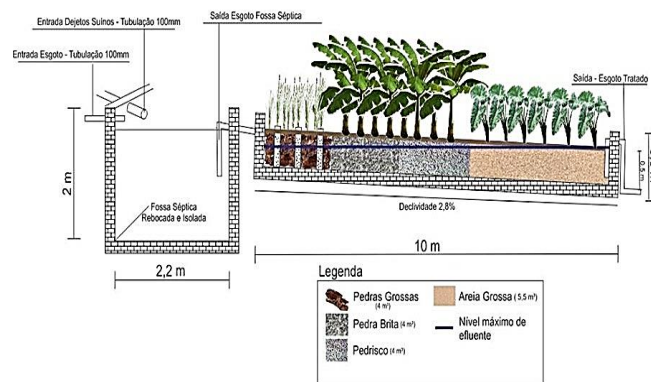 Entrada Dejetos Suínos - Tubulação 100mm
Saída Esgoto Fossa Séptica
Entrada Esgoto - Tubulação 100mm
Saída - Esgoto Tratado
2 m
0,5 m
Fossa Séptica
Rebocada e Isolada
Declividade 2,8%
2,2 m
10 m
Legenda
Pedras Grossas
(4 m³)
Areia Grossa (5,5 m³)
Pedra Brita (4 m³)
Nível máximo de
efluente
Pedrisco (4 m³)